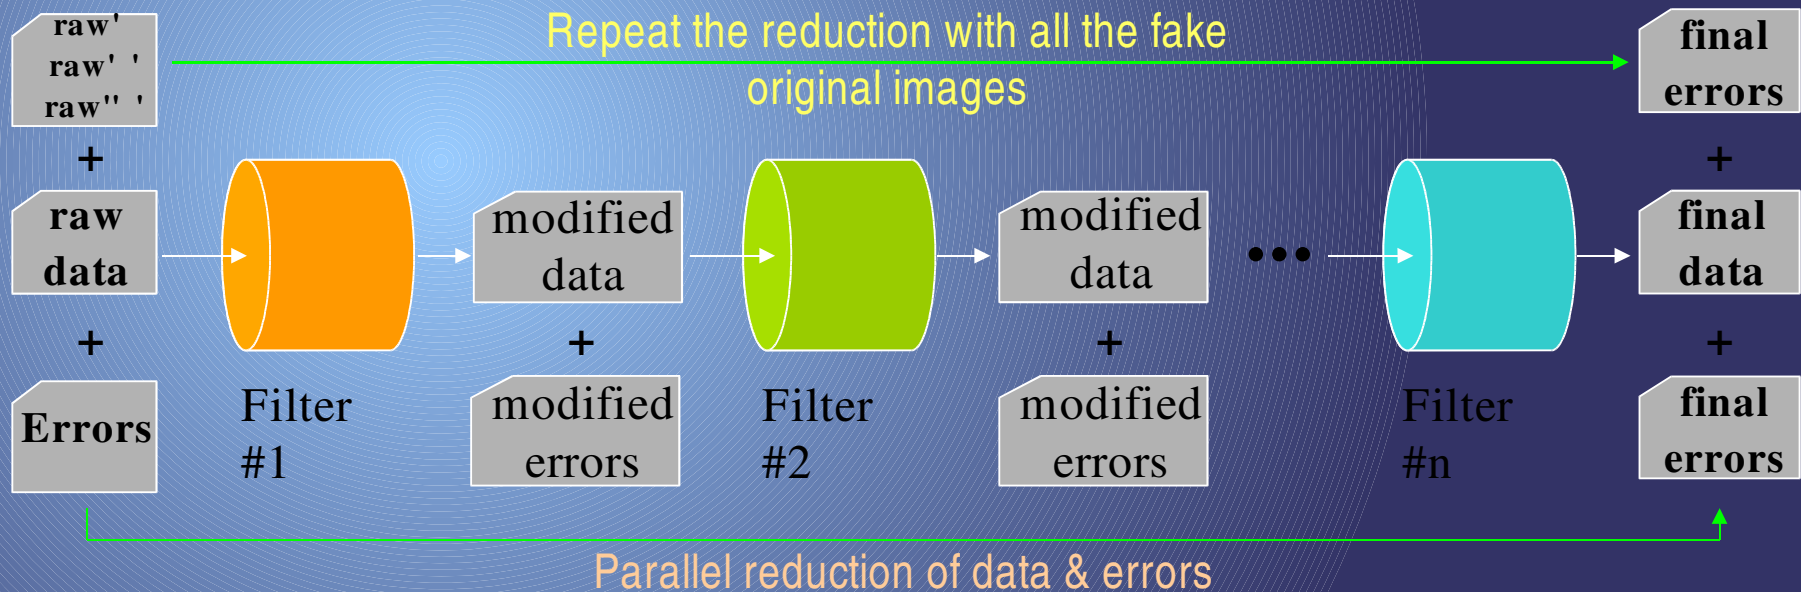 Repeat the reduction with all the fake
original images
raw'
raw' '
raw'' '
+
raw
data
+
Errors
Filter
#1
modified
data
+
modified
errors
Filter
#2
modified
data
+
modified
errors
•••
Filter
#n
final
errors
+
final
data
+
final
errors
Parallel reduction of data & errors